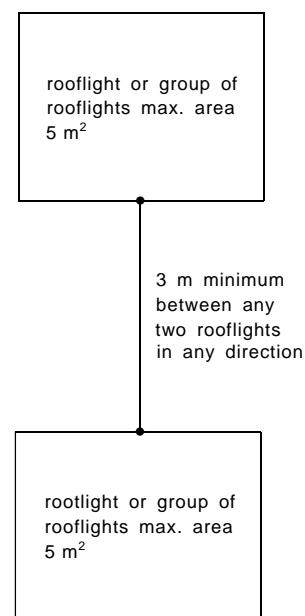 rooflight or group of
rooflights max. area
5 m²
3 m minimum
between any
two rooflights
in any direction
rootlight or group of
rooflights max. area
5 m²